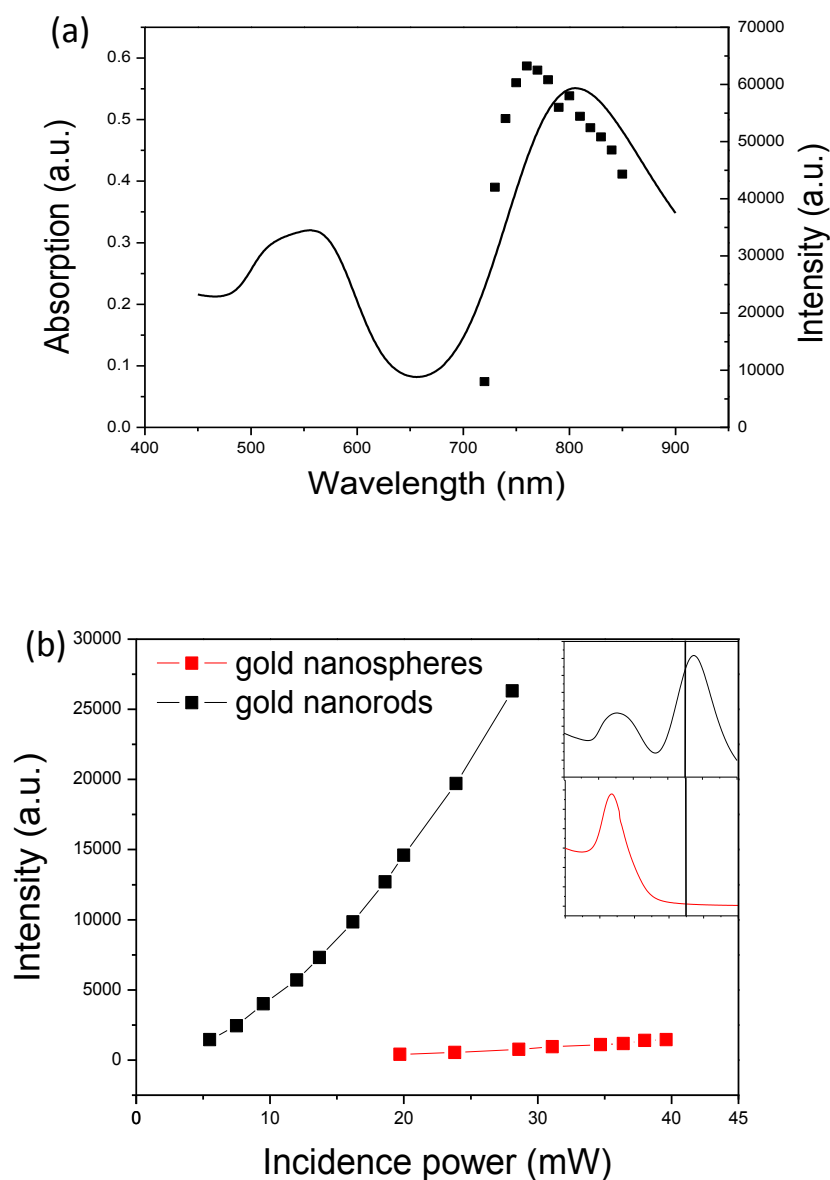 (a)
0.6
0.5
0.4
0.3
0.2
0.1
0.0
Absorption (a.u.)
70000
60000
50000
40000
30000
20000
10000
0
Intensity (a.u.)
400 500 600 700 800 900
Wavelength (nm)
(b)
30000
25000
20000
15000
10000
5000
0
Intensity (a.u.)
gold nanospheres
gold nanorods
0 10 20 30 40 45
Incidence power (mW)